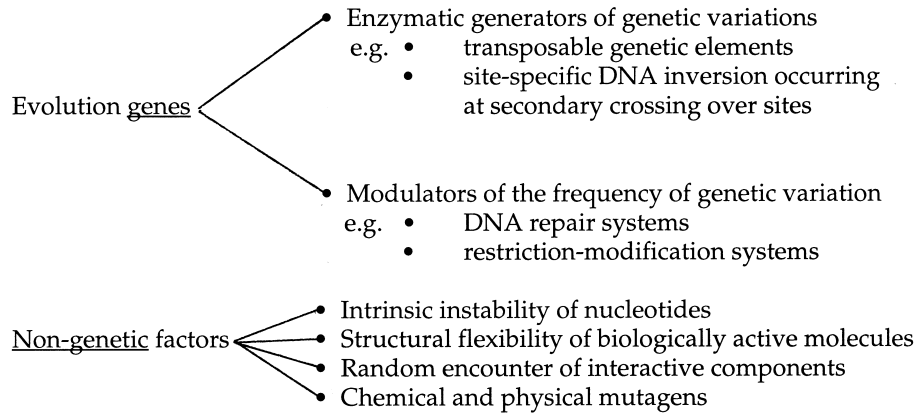 Enzymatic generators of genetic variations
e.g. • transposable genetic elements
• site-specific DNA inversion occurring
at secondary crossing over sites
Evolution genes
Modulators of the frequency of genetic variation
e.g. • DNA repair systems
• restriction-modification systems
Non-genetic factors
Intrinsic instability of nucleotides
Structural flexibility of biologically active molecules
Random encounter of interactive components
Chemical and physical mutagens